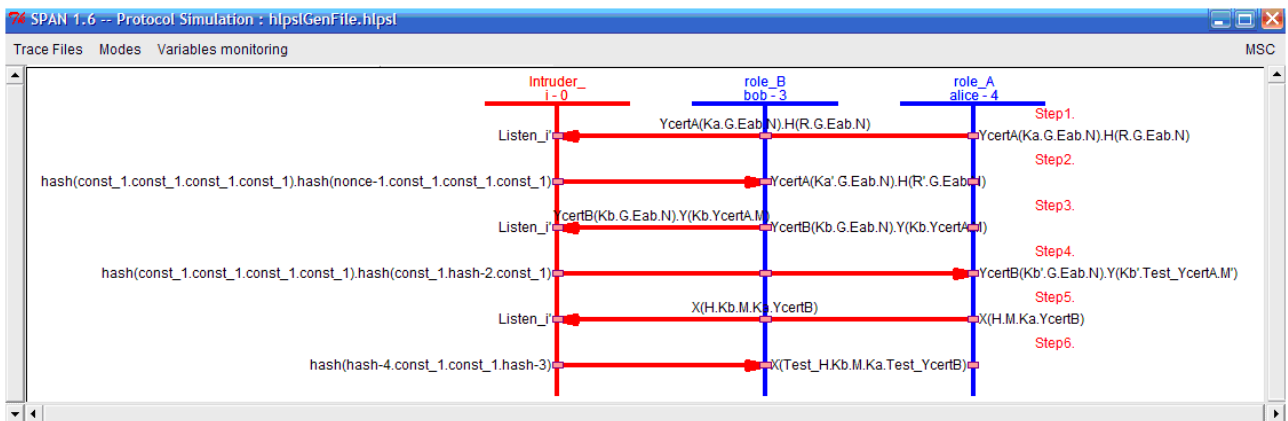 SPAN 1.6 -- Protocol Simulation : hlpslGenFile.hlpsl
Trace Files Modes Variables monitoring MSC
Intruder_ role_B role_A
i - 0 bob - 3 alice - 4
Step1.
YcertA(Ka.G.Eab.N).H(R.G.Eab.N)
Listen_i' YcertA(Ka.G.Eab.N).H(R.G.Eab.N)
Step2.
hash(const_1.const_1.const_1.const_1).hash(nonce-1.const_1.const_1.const_1) YcertA(Ka'.G.Eab.N).H(R'.G.Eab.N)
Step3.
YcertB(Kb.G.Eab.N).Y(Kb.YcertA.M)
Listen_i' YcertB(Kb.G.Eab.N).Y(Kb.YcertA.M)
Step4.
hash(const_1.const_1.const_1.const_1).hash(const_1.hash-2.const_1) YcertB(Kb'.G.Eab.N).Y(Kb'.Test_YcertA.M')
Step5.
X(H.Kb.M.Ka.YcertB)
Listen_i' X(H.M.Ka.YcertB)
Step6.
hash(hash-4.const_1.const_1.hash-3) X(Test_H.Kb.M.Ka.Test_YcertB)